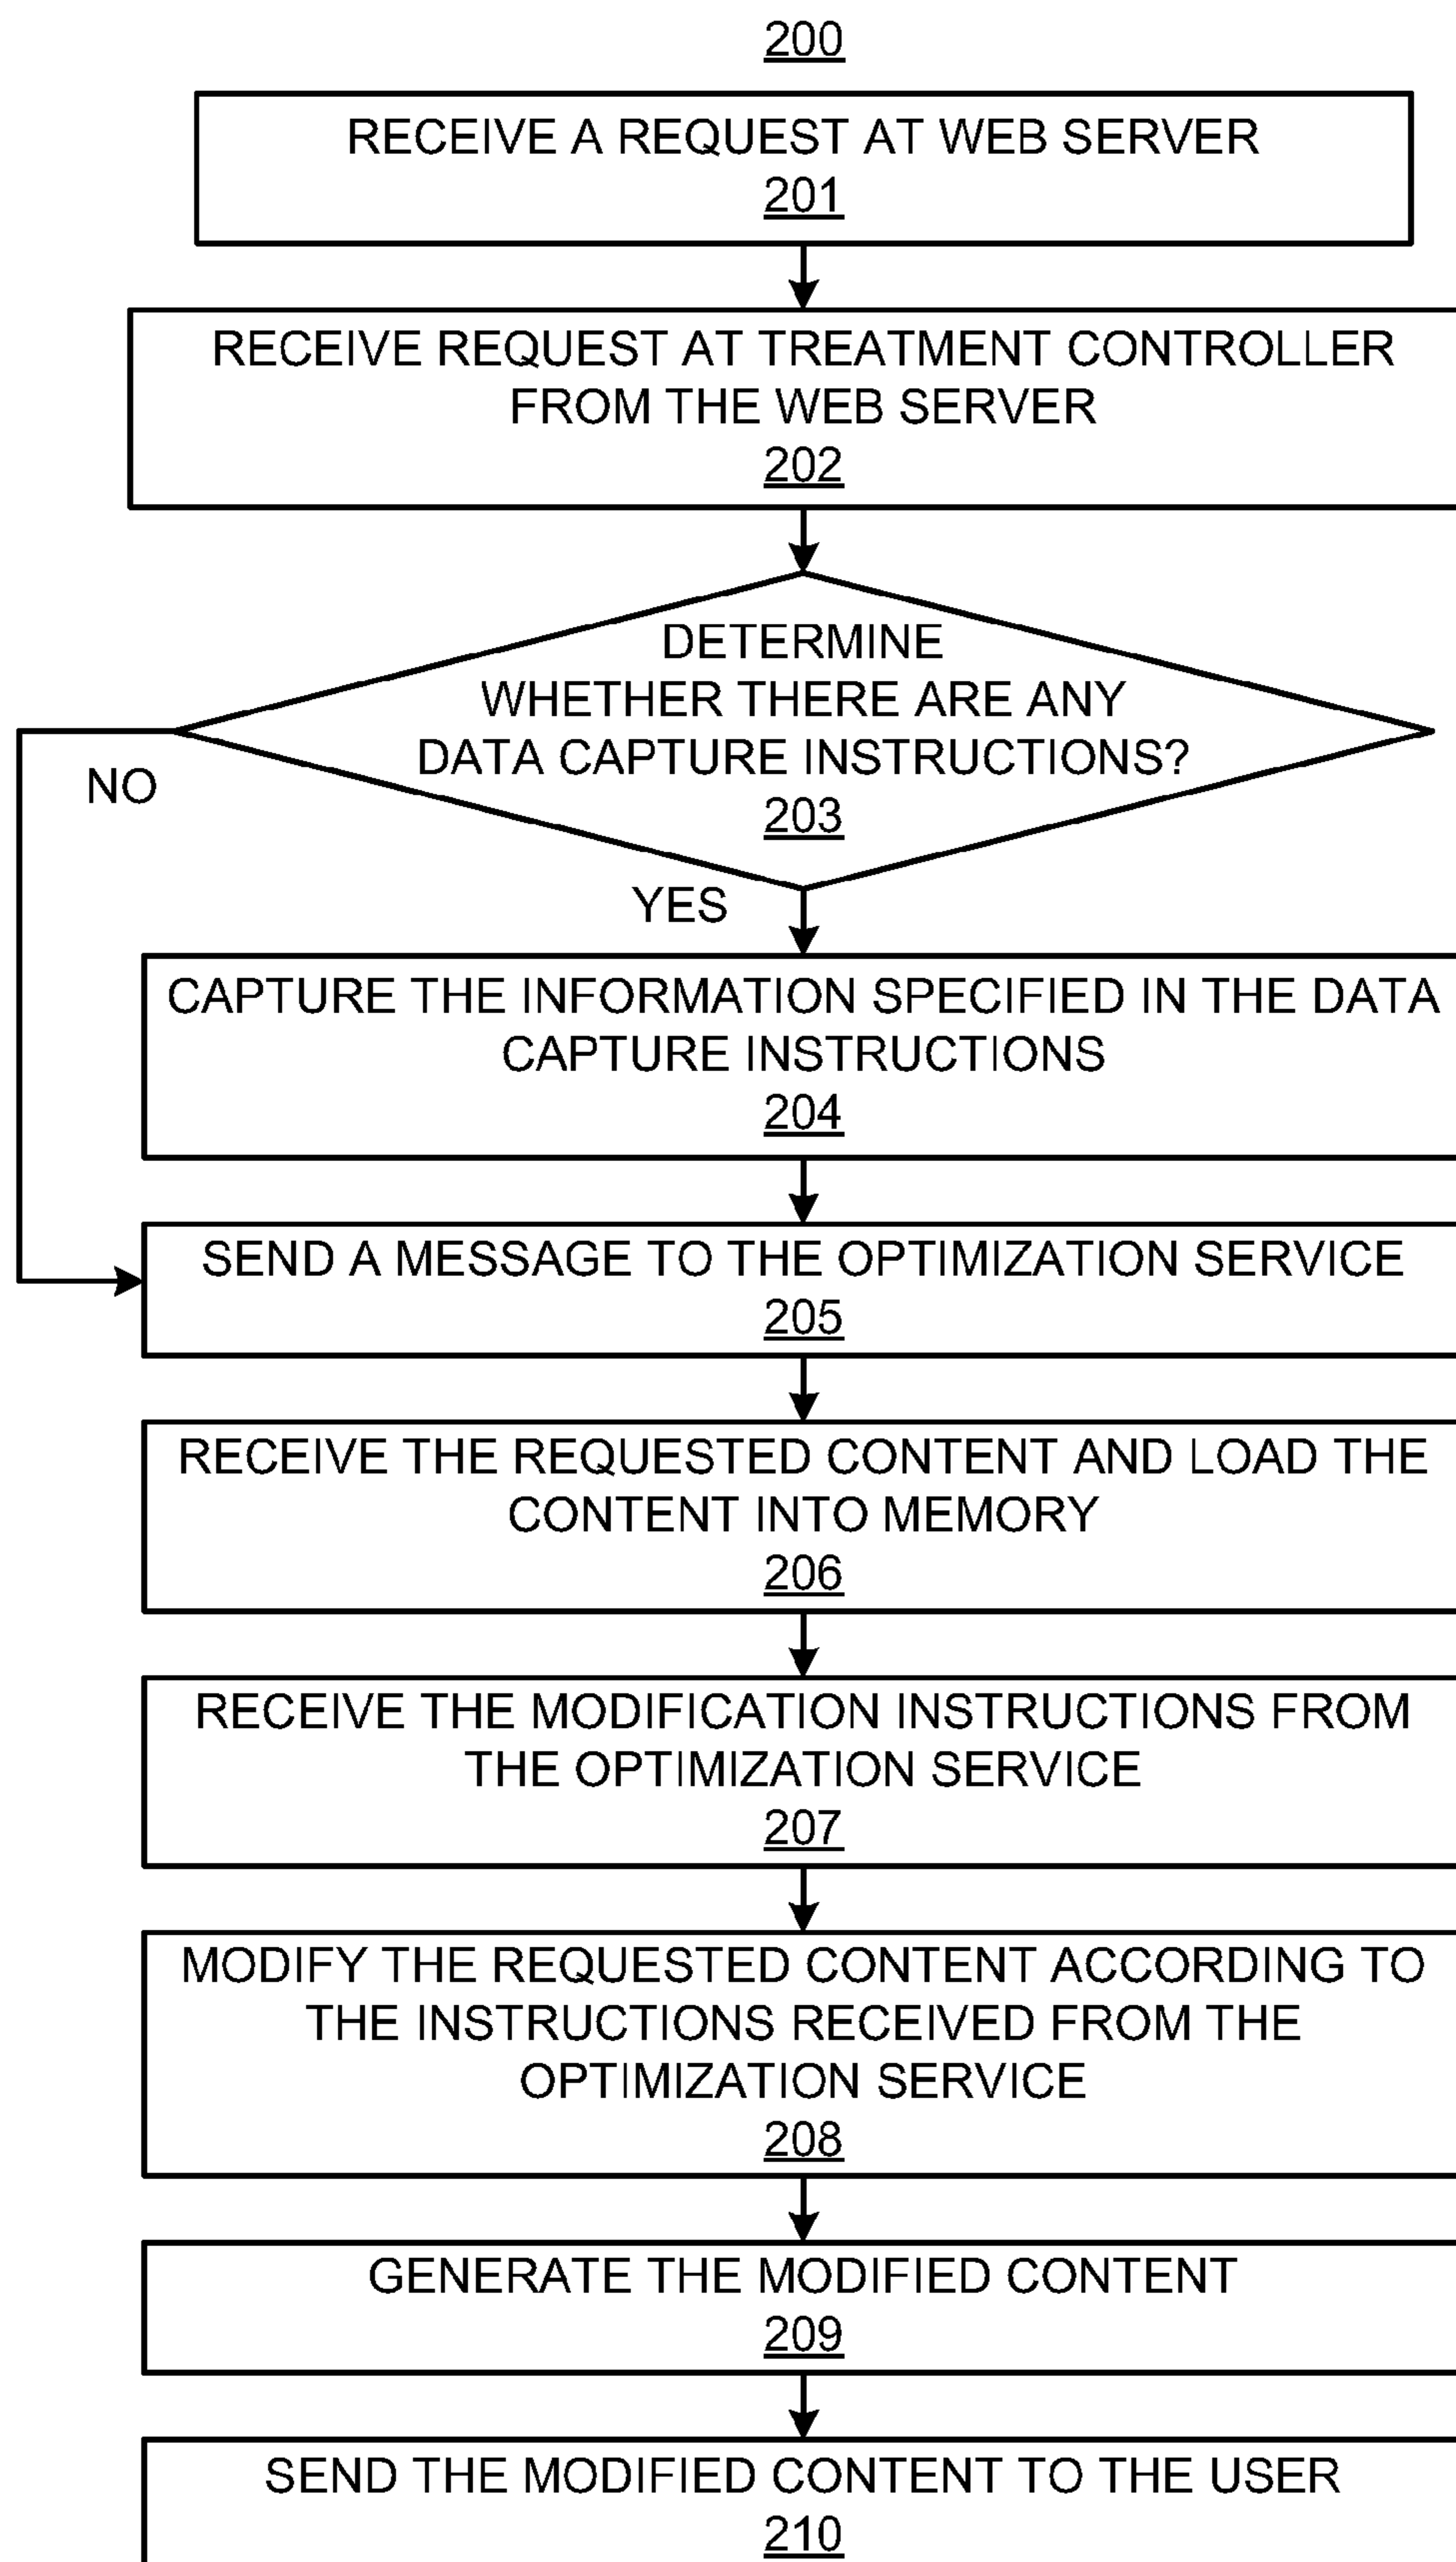 200
RECEIVE A REQUEST AT WEB SERVER
201
RECEIVE REQUEST AT TREATMENT CONTROLLER
FROM THE WEB SERVER
202
DETERMINE
WHETHER THERE ARE ANY
DATA CAPTURE INSTRUCTIONS?
203
NO
YES
CAPTURE THE INFORMATION SPECIFIED IN THE DATA
CAPTURE INSTRUCTIONS
204
SEND A MESSAGE TO THE OPTIMIZATION SERVICE
205
RECEIVE THE REQUESTED CONTENT AND LOAD THE
CONTENT INTO MEMORY
206
RECEIVE THE MODIFICATION INSTRUCTIONS FROM
THE OPTIMIZATION SERVICE
207
MODIFY THE REQUESTED CONTENT ACCORDING TO
THE INSTRUCTIONS RECEIVED FROM THE
OPTIMIZATION SERVICE
208
GENERATE THE MODIFIED CONTENT
209
SEND THE MODIFIED CONTENT TO THE USER
210